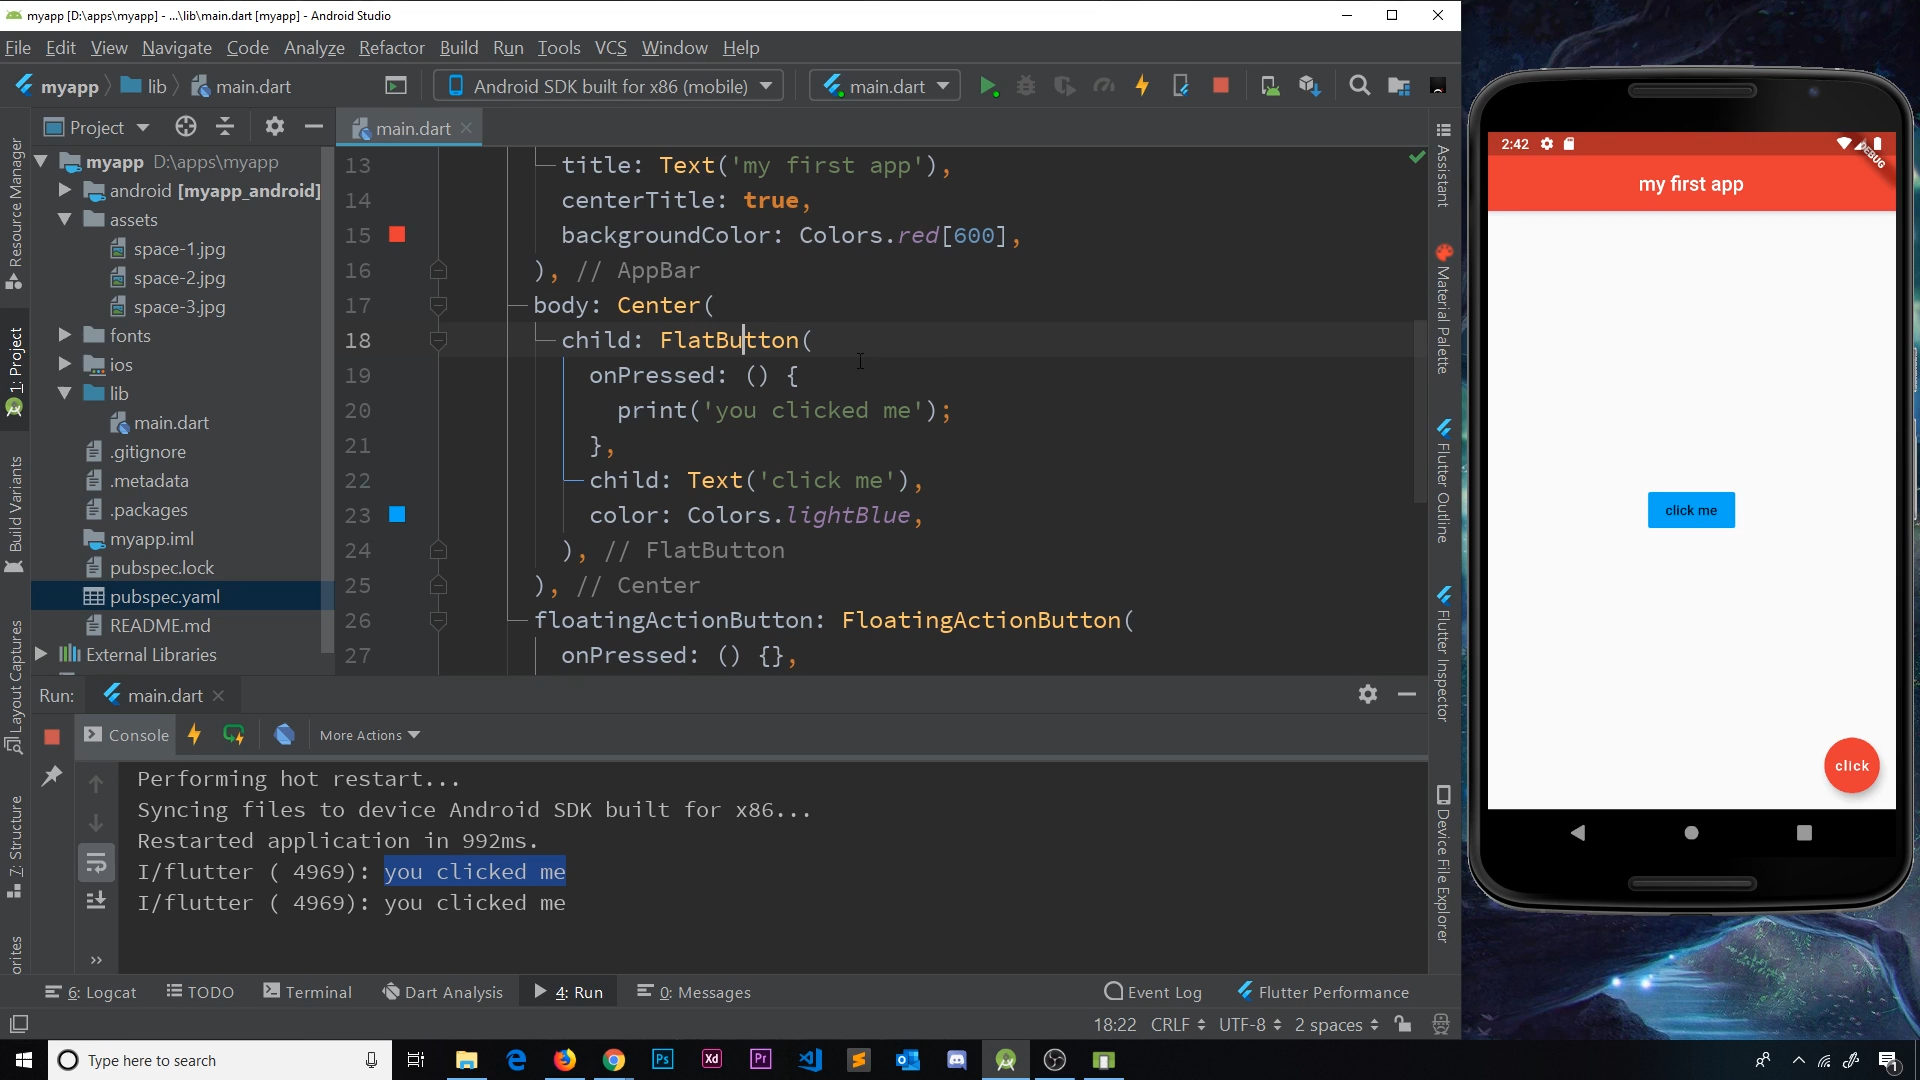 myapp [D:\apps\myapp] - ...\lib\main.dart [myapp] - Android Studio
File Edit View Navigate Code Analyze Refactor Build Run Tools VCS Window Help
myapp lib main.dart Android SDK built for x86 (mobile) main.dart
Project main.dart
myapp D:\apps\myapp
android [myapp_android]
assets
space-1.jpg
space-2.jpg
space-3.jpg
fonts
ios
lib
main.dart
.gitignore
.metadata
.packages
myapp.iml
pubspec.lock
pubspec.yaml
README.md
External Libraries
Resource Manager
1: Project
Build Variants
Layout Captures
7: Structure
orites
13 title: Text('my first app'),
14 centerTitle: true,
15 backgroundColor: Colors.red[600],
16 ), // AppBar
17 body: Center(
18 child: FlatButton(
19 onPressed: () {
20 print('you clicked me');
21 },
22 child: Text('click me'),
23 color: Colors.lightBlue,
24 ), // FlatButton
25 ), // Center
26 floatingActionButton: FloatingActionButton(
27 onPressed: () {},
Assistant
Material Palette
Flutter Outline
Flutter Inspector
Device File Explorer
Run: main.dart
Console More Actions
Performing hot restart...
Syncing files to device Android SDK built for x86...
Restarted application in 992ms.
I/flutter ( 4969): you clicked me
I/flutter ( 4969): you clicked me
6: Logcat TODO Terminal Dart Analysis 4: Run 0: Messages Event Log Flutter Performance
18:22 CRLF UTF-8 2 spaces
Type here to search
Ps Xd Pr
1
2:42
DEBUG
my first app
click me
click